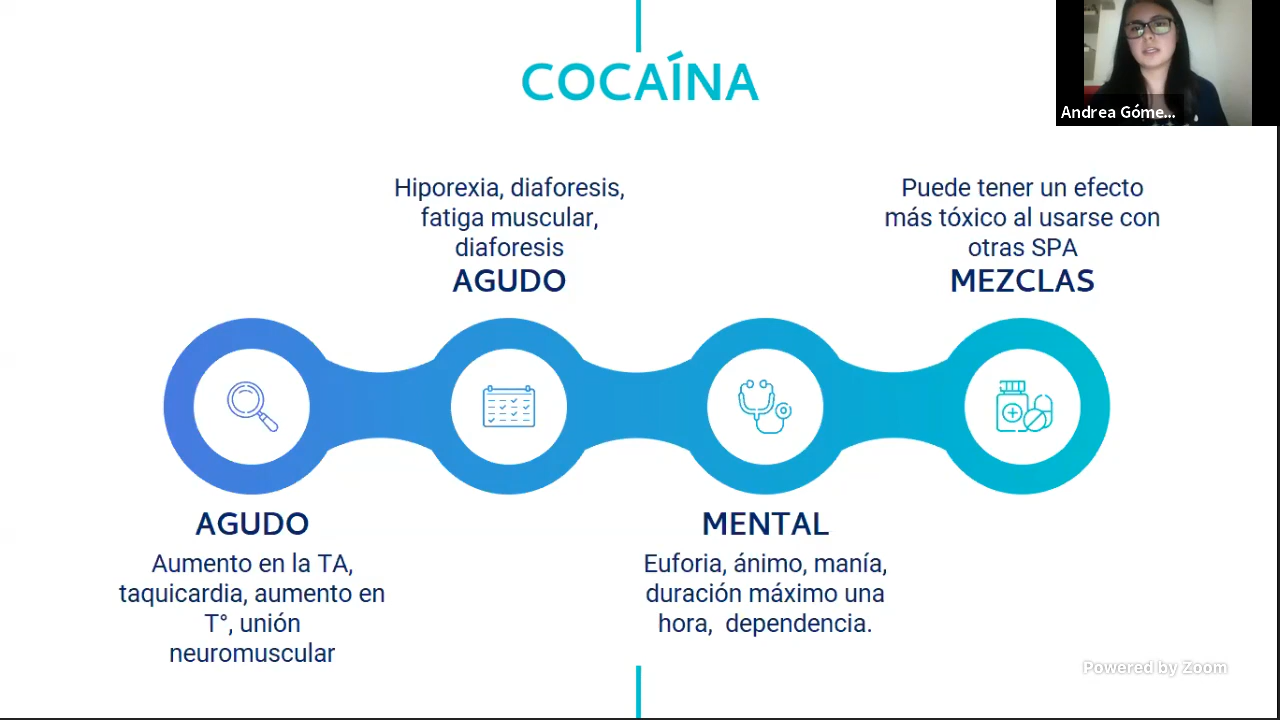 COCAÍNA
Andrea Góme...
Hiporexia, diaforesis,
fatiga muscular,
diaforesis
AGUDO
Puede tener un efecto
más tóxico al usarse con
otras SPA
MEZCLAS
AGUDO
Aumento en la TA,
taquicardia, aumento en
T°, unión
neuromuscular
MENTAL
Euforia, ánimo, manía,
duración máximo una
hora,  dependencia.
Powered by Zoom